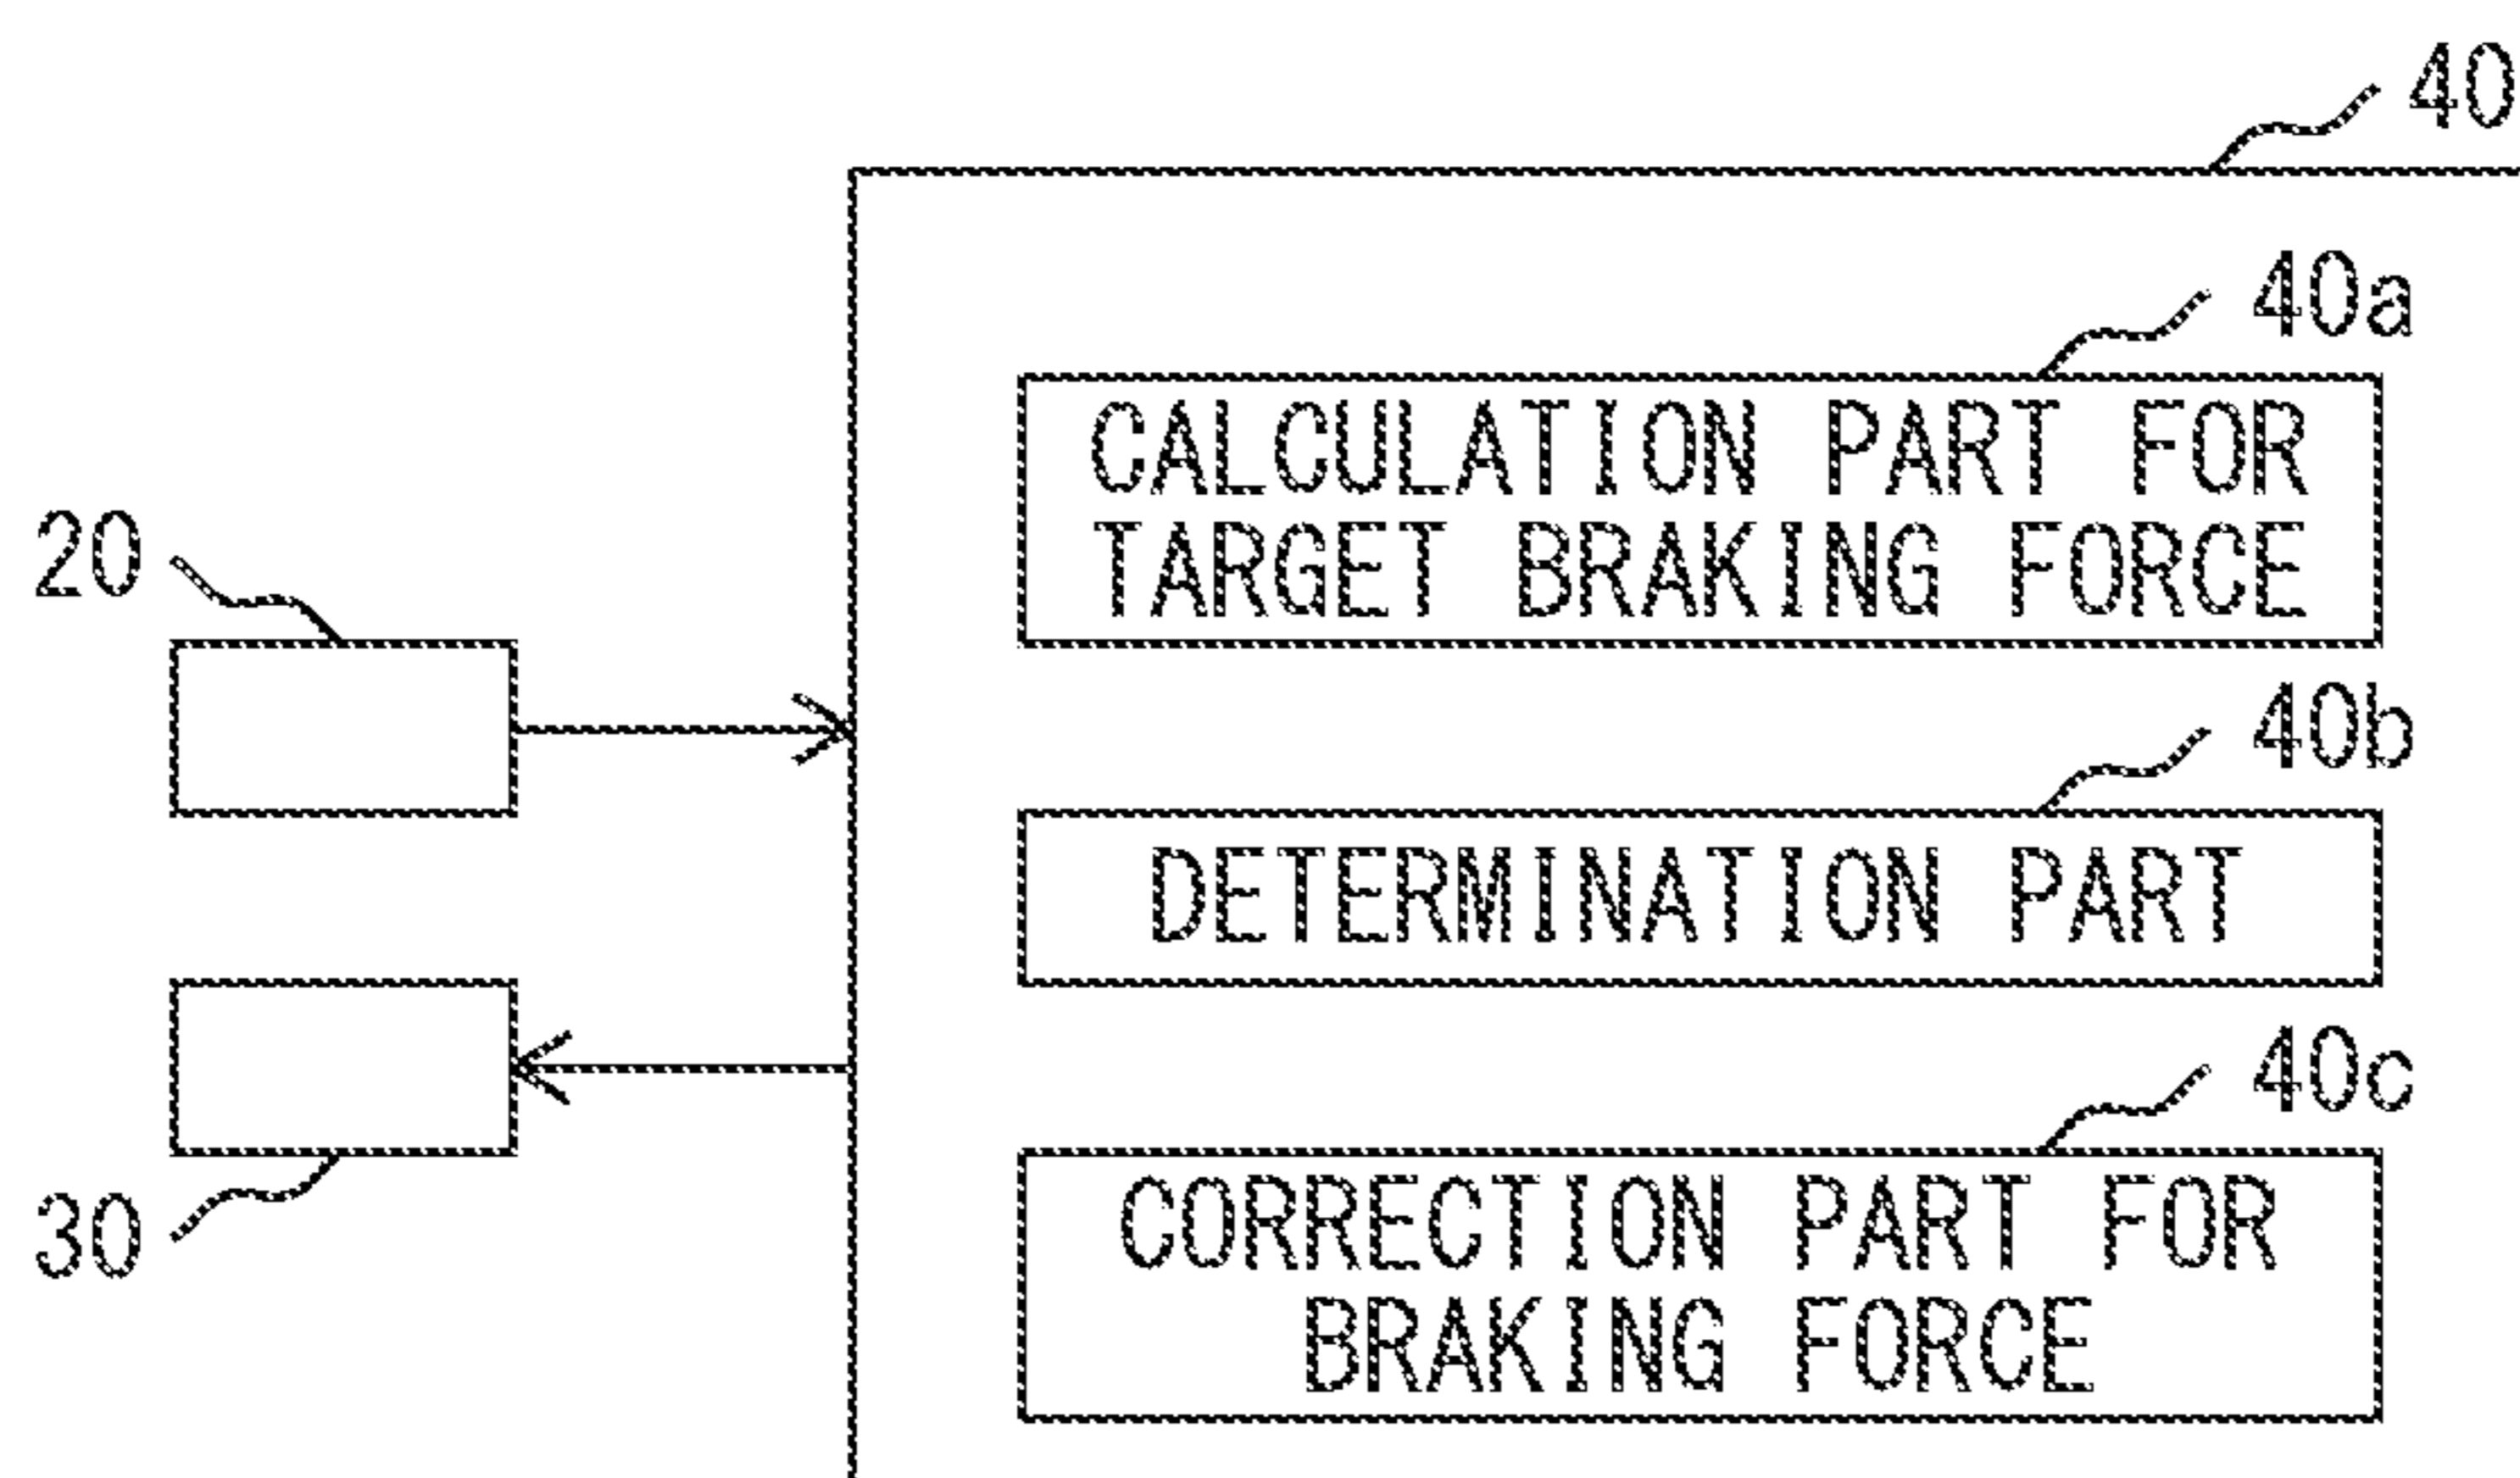 40
40a
CALCULATION PART FOR
TARGET BRAKING FORCE
20
40b
DETERMINATION PART
40c
30
CORRECTION PART FOR
BRAKING FORCE